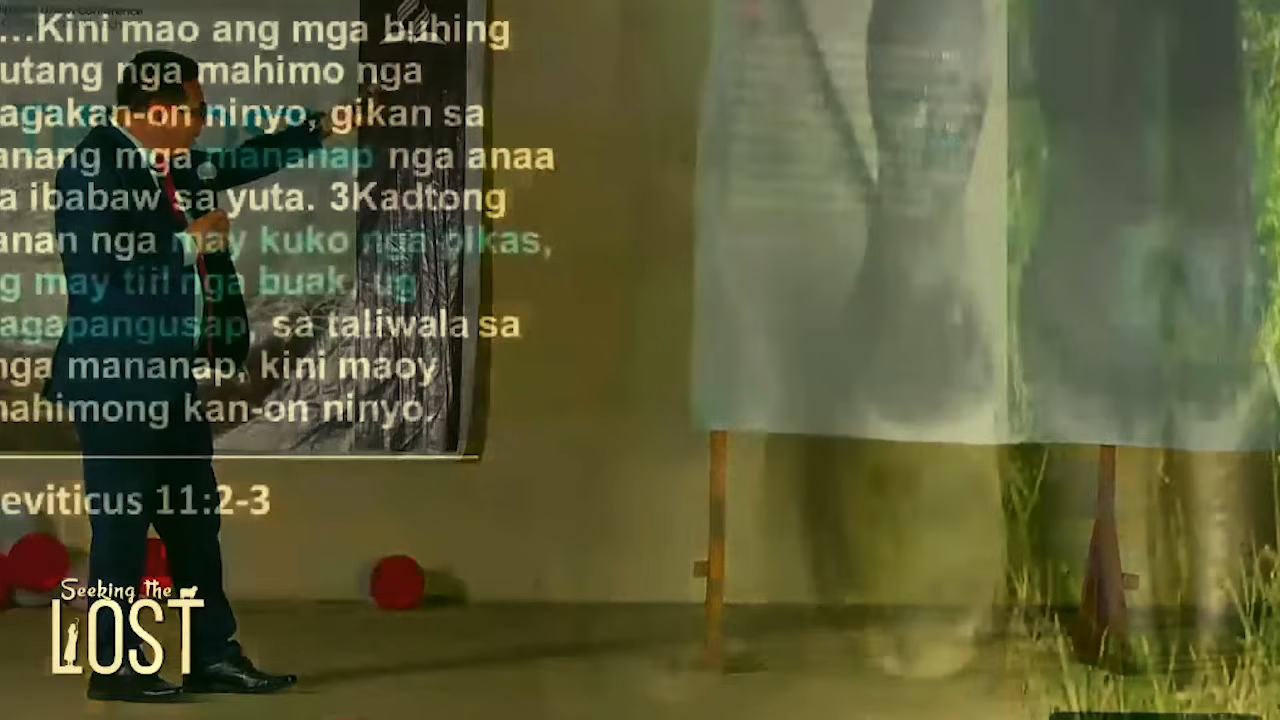 Conference
...Kini mao ang mga buhing
utang nga mahimo nga
agakan-on ninyo, gikan sa
anang mga mananap nga anaa
a ibabaw sa yuta. 3Kadtong
anan nga may kuko nga pikas,
g may tiil nga buak, ug
agapangusap, sa taliwala sa
nga mananap, kini maoy
nahimong kan-on ninyo.
eviticus 11:2-3
Seeking the
LOST